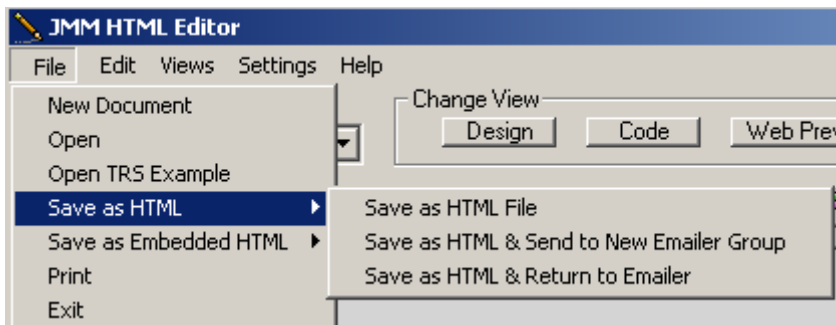 JMM HTML Editor
File Edit Views Settings Help
New Document
Open
Open TRS Example
Save as HTML
Save as Embedded HTML
Print
Exit
Change View
Design Code Web Prev
Save as HTML File
Save as HTML & Send to New Emailer Group
Save as HTML & Return to Emailer